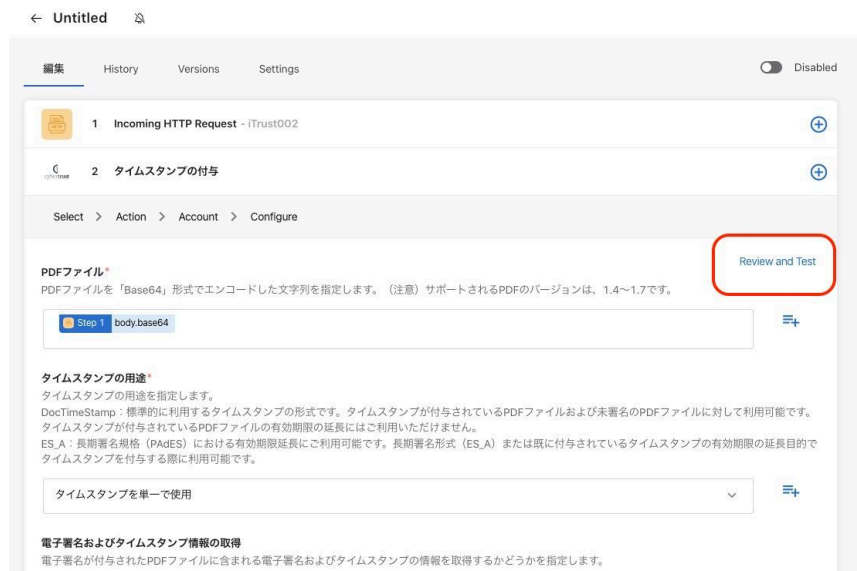 ← Untitled
編集 History Versions Settings Disabled
1 Incoming HTTP Request - iTrust002
cybertrust 2 タイムスタンプの付与
Select > Action > Account > Configure
Review and Test
PDFファイル*
PDFファイルを「Base64」形式でエンコードした文字列を指定します。（注意）サポートされるPDFのバージョンは、1.4〜1.7です。
Step 1 body.base64
タイムスタンプの用途*
タイムスタンプの用途を指定します。
DocTimeStamp：標準的に利用するタイムスタンプの形式です。タイムスタンプが付与されているPDFファイルおよび未署名のPDFファイルに対して利用可能です。
タイムスタンプが付与されているPDFファイルの有効期限の延長にはご利用いただけません。
ES_A：長期署名規格（PAdES）における有効期限延長にご利用可能です。長期署名形式（ES_A）または既に付与されているタイムスタンプの有効期限の延長目的で
タイムスタンプを付与する際に利用可能です。
タイムスタンプを単一で使用
電子署名およびタイムスタンプ情報の取得
電子署名が付与されたPDFファイルに含まれる電子署名およびタイムスタンプの情報を取得するかどうかを指定します。